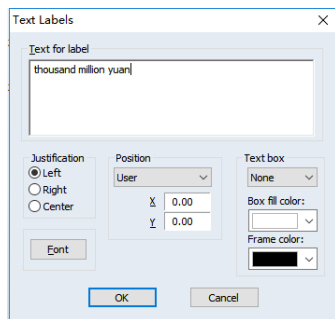 Text Labels
Text for label
thousand million yuan
Justification
Left
Right
Center
Position
User
X 0.00
Y 0.00
Text box
None
Box fill color:
Frame color:
Font
OK
Cancel